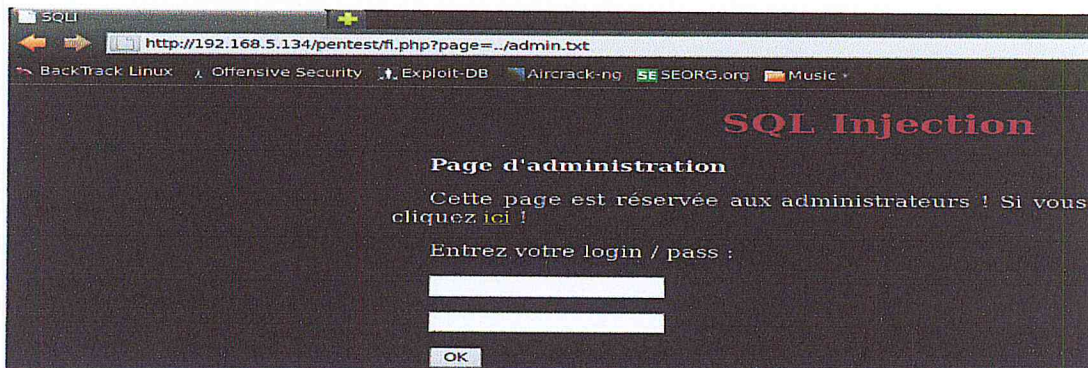 SQLI
http://192.168.5.134/pentest/fi.php?page=../admin.txt
BackTrack Linux Offensive Security Exploit-DB Aircrack-ng SE SEORG.org Music
SQL Injection
Page d'administration
Cette page est réservée aux administrateurs ! Si vous
cliquez ici !
Entrez votre login / pass :
OK